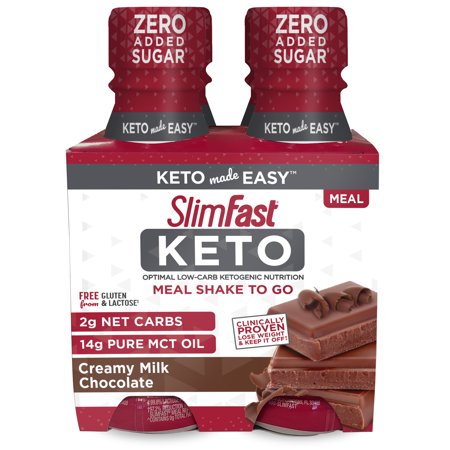 ZERO
ADDED
SUGAR
ZERO
ADDED
SUGAR
KETO made EASY™
KETO made EASY™
KETO made EASY™
MEAL
SlimFast®
KETO
OPTIMAL LOW-CARB KETOGENIC NUTRITION
MEAL SHAKE TO GO
FREE GLUTEN
from & LACTOSE
2g NET CARBS
14g PURE MCT OIL
CLINICALLY
PROVEN
LOSE WEIGHT
& KEEP IT OFF
Creamy Milk
Chocolate